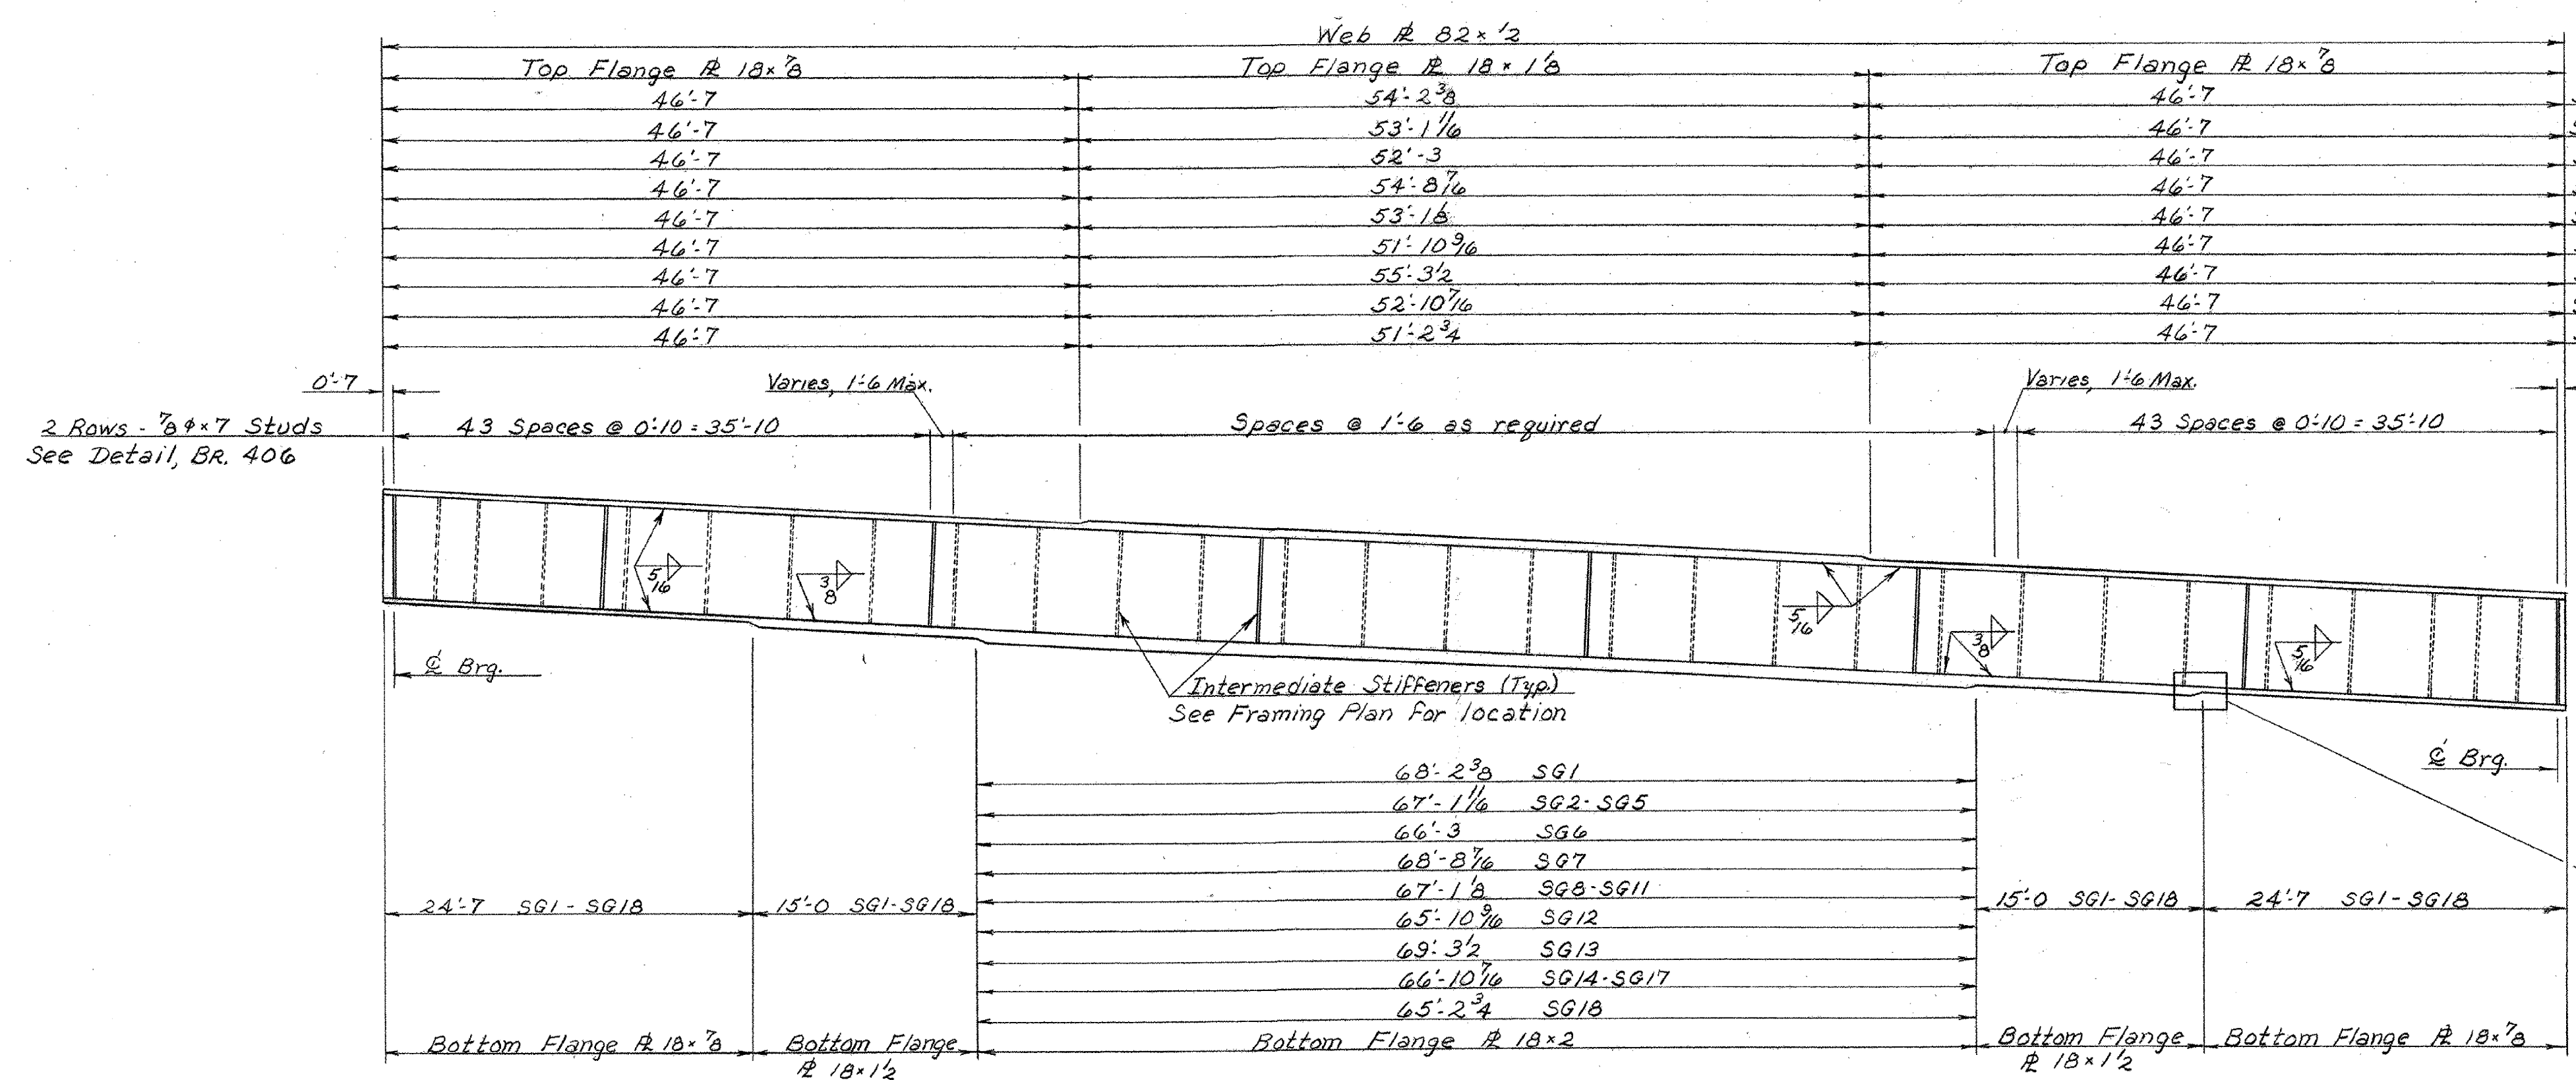 Web ⅊ 82 × 1/2
Top Flange ⅊ 18 × 7/8
Top Flange ⅊ 18 × 1 1/8
Top Flange ⅊ 18 × 7/8
46'-7 54'-2 3/8 46'-7
46'-7 53'-1 11/16 46'-7
46'-7 52'-3 46'-7
46'-7 54'-8 7/16 46'-7
46'-7 53'-1 1/8 46'-7
46'-7 51'-10 9/16 46'-7
46'-7 55'-3 1/2 46'-7
46'-7 52'-10 7/16 46'-7
46'-7 51'-2 3/4 46'-7
0'-7
Varies, 1'-6 Max.
Varies, 1'-6 Max.
2 Rows - 7/8 ϕ × 7 Studs
See Detail, BR. 406
43 Spaces @ 0'-10 = 35'-10
Spaces @ 1'-6 as required
43 Spaces @ 0'-10 = 35'-10
5/16
3/8
5/16
3/8
5/16
℄ Brg.
Intermediate Stiffeners (Typ.)
See Framing Plan for location
℄ Brg.
68'-2 3/8 SG1
67'-1 11/16 SG2-SG5
66'-3 SG6
68'-8 7/16 SG7
67'-1 1/8 SG8-SG11
65'-10 9/16 SG12
69'-3 1/2 SG13
66'-10 7/16 SG14-SG17
65'-2 3/4 SG18
24'-7 SG1-SG18
15'-0 SG1-SG18
15'-0 SG1-SG18
24'-7 SG1-SG18
Bottom Flange ⅊ 18 × 7/8
Bottom Flange
⅊ 18 × 1 1/2
Bottom Flange ⅊ 18 × 2
Bottom Flange
⅊ 18 × 1 1/2
Bottom Flange ⅊ 18 × 7/8